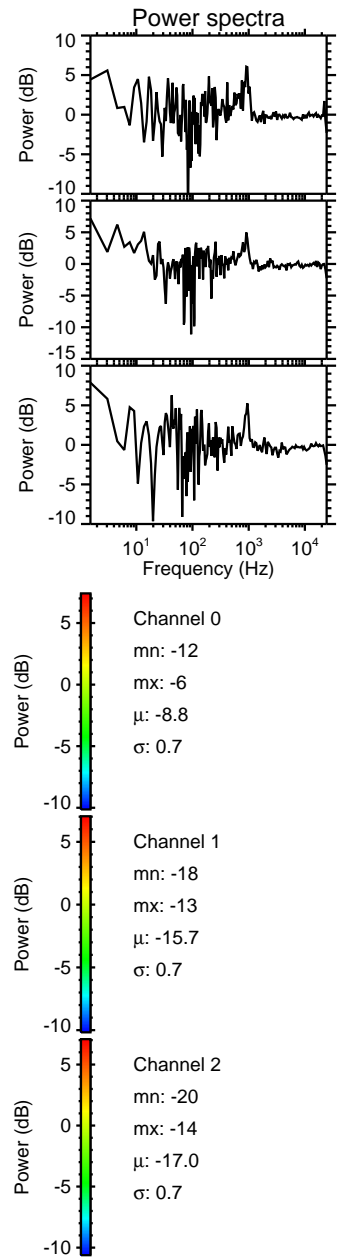 Power spectra
10
5
0
-5
-10
Power (dB)
10
5
0
-5
-10
-15
Power (dB)
10
5
0
-5
-10
Power (dB)
10¹ 10² 10³ 10⁴
Frequency (Hz)
5
0
-5
-10
Power (dB)
Channel 0
mn: -12
mx: -6
μ: -8.8
σ: 0.7
5
0
-5
-10
Power (dB)
Channel 1
mn: -18
mx: -13
μ: -15.7
σ: 0.7
5
0
-5
-10
Power (dB)
Channel 2
mn: -20
mx: -14
μ: -17.0
σ: 0.7